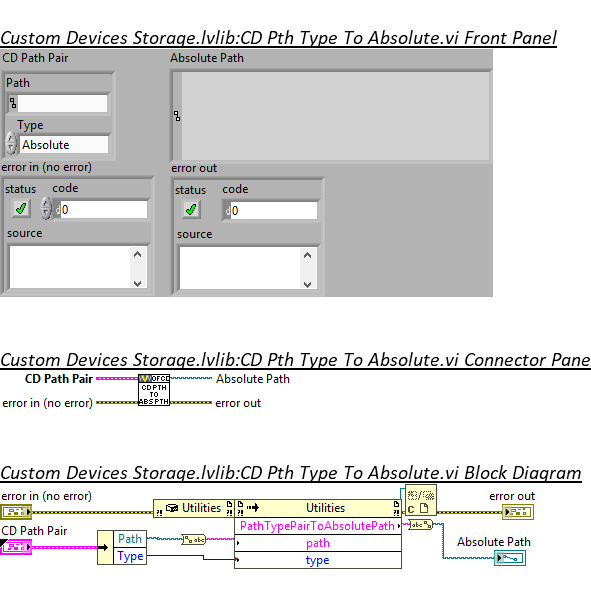 Custom Devices Storage.lvlib:CD Pth Type To Absolute.vi Front Panel
CD Path Pair
Absolute Path
Path
Type
Absolute
error in (no error)
error out
status code
status code
0
0
source
source
Custom Devices Storage.lvlib:CD Pth Type To Absolute.vi Connector Pane
CD Path Pair
Absolute Path
OFCE
CD PTH
TO
ABS PTH
error in (no error)
error out
Custom Devices Storage.lvlib:CD Pth Type To Absolute.vi Block Diagram
error in (no error)
error out
Utilities
Utilities
PathTypePairToAbsolutePath
CD Path Pair
Path
path
Absolute Path
Type
type